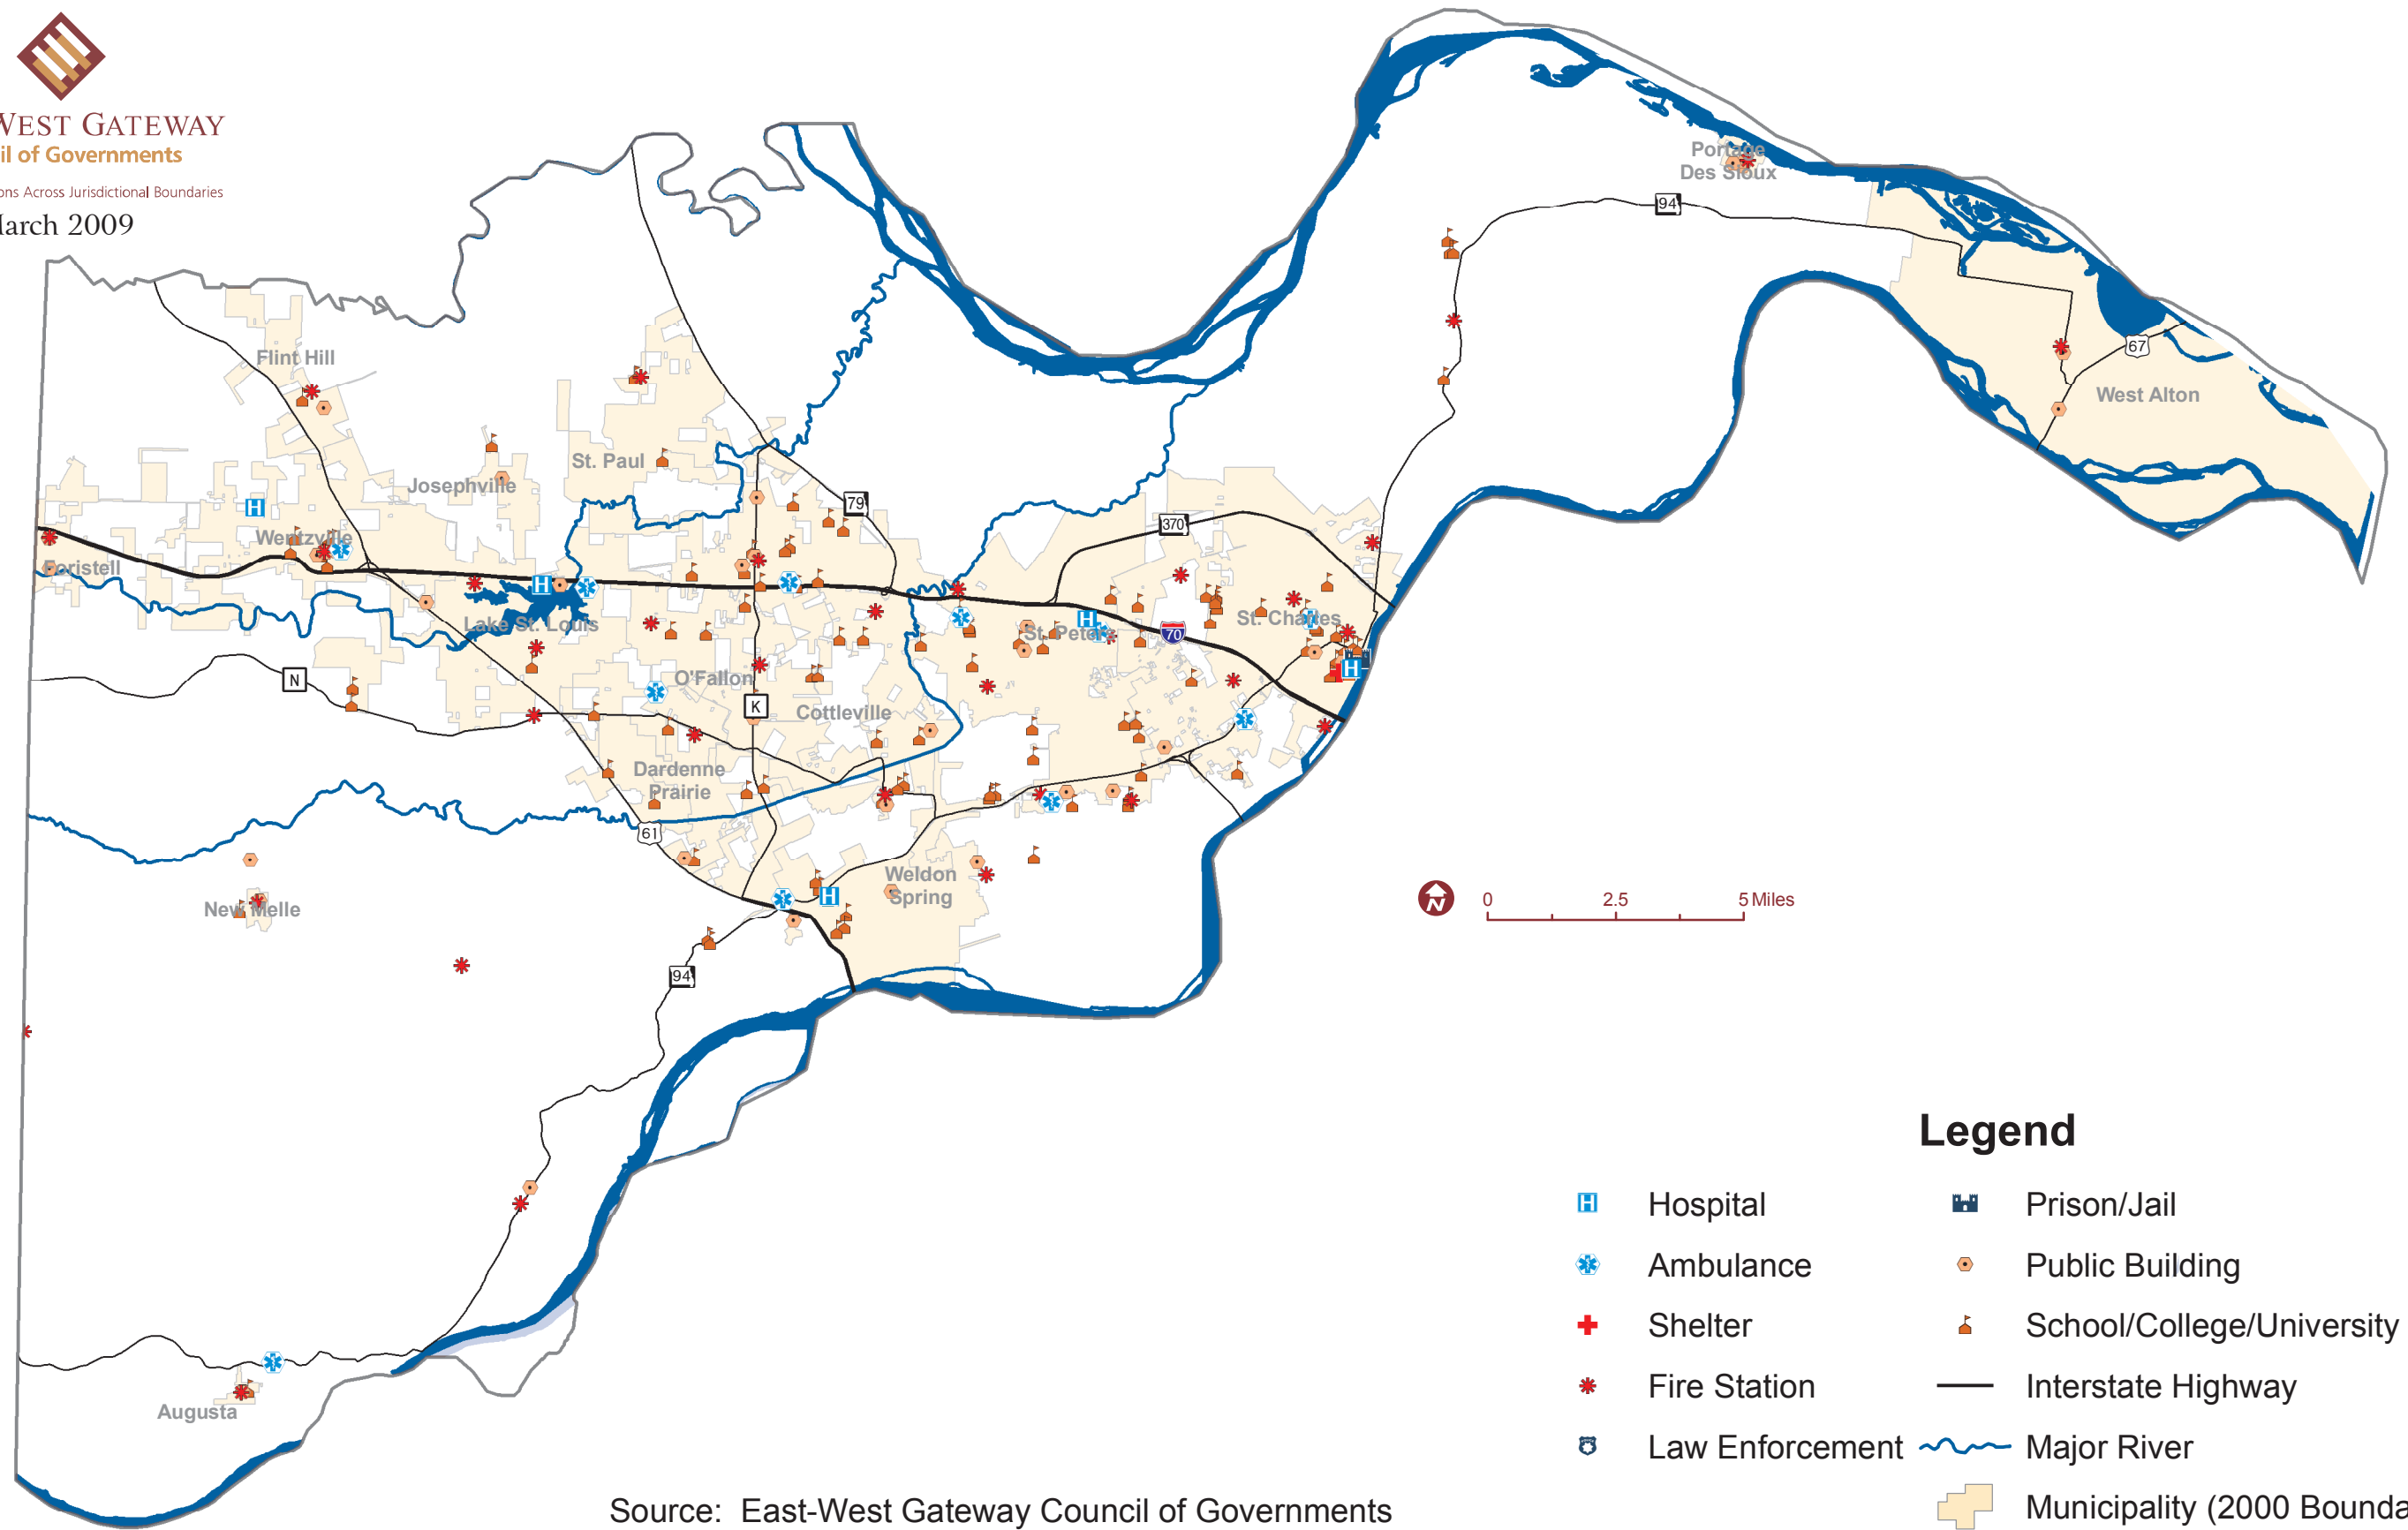 WEST GATEWAY
il of Governments
ons Across Jurisdictional Boundaries
March 2009
Portage
Des Sioux
94
67
West Alton
Flint Hill
St. Paul
Josephville
79
370
Wentzville
Foristell
Lake St. Louis
St. Peters
70
St. Charles
N
O'Fallon
K
Cottleville
Dardenne
Prairie
61
Weldon
Spring
New Melle
94
Augusta
N
0 2.5 5 Miles
Legend
H Hospital
Prison/Jail
Ambulance
Public Building
Shelter
School/College/University
Fire Station
Interstate Highway
Law Enforcement
Major River
Municipality (2000 Bounda
Source: East-West Gateway Council of Governments